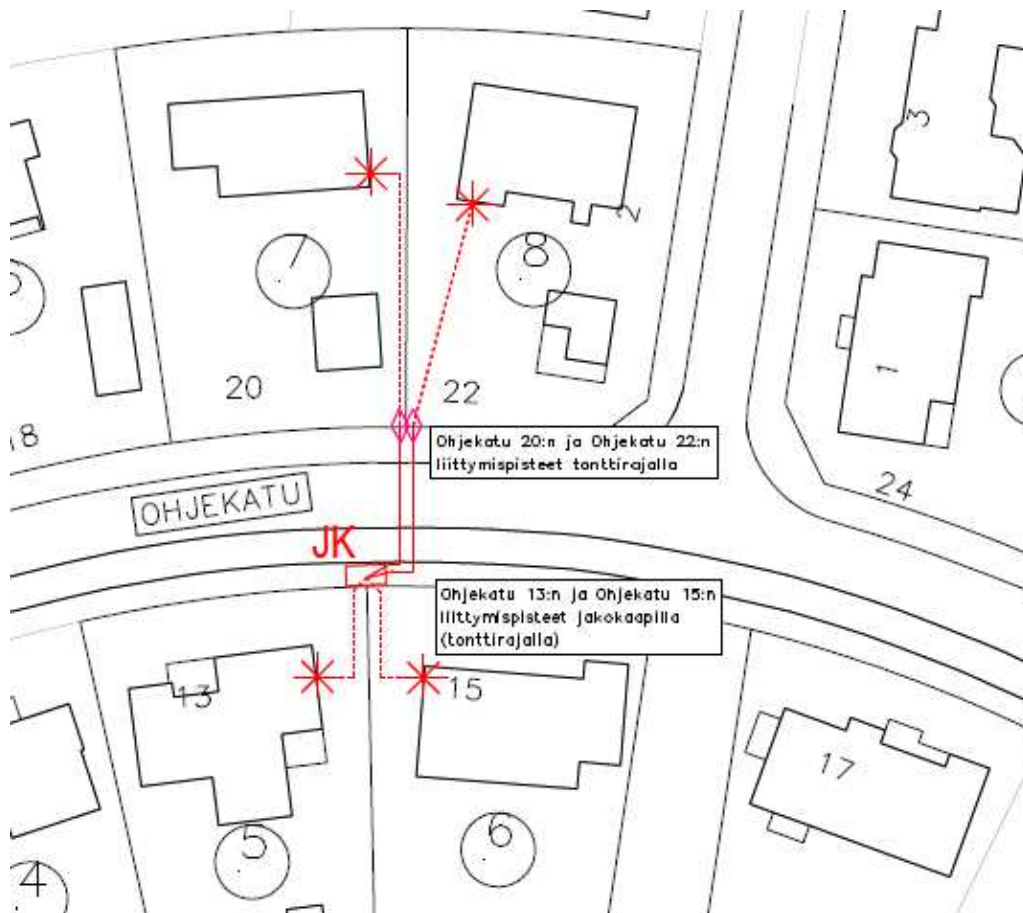 3
7
8
2
1
20
22
18
Ohjekatu 20:n ja Ohjekatu 22:n
liittymispisteet tonttirajalla
24
OHJEKATU
JK
Ohjekatu 13:n ja Ohjekatu 15:n
liittymispisteet jakokaapilla
(tonttirajalla)
13
15
17
5
6
4